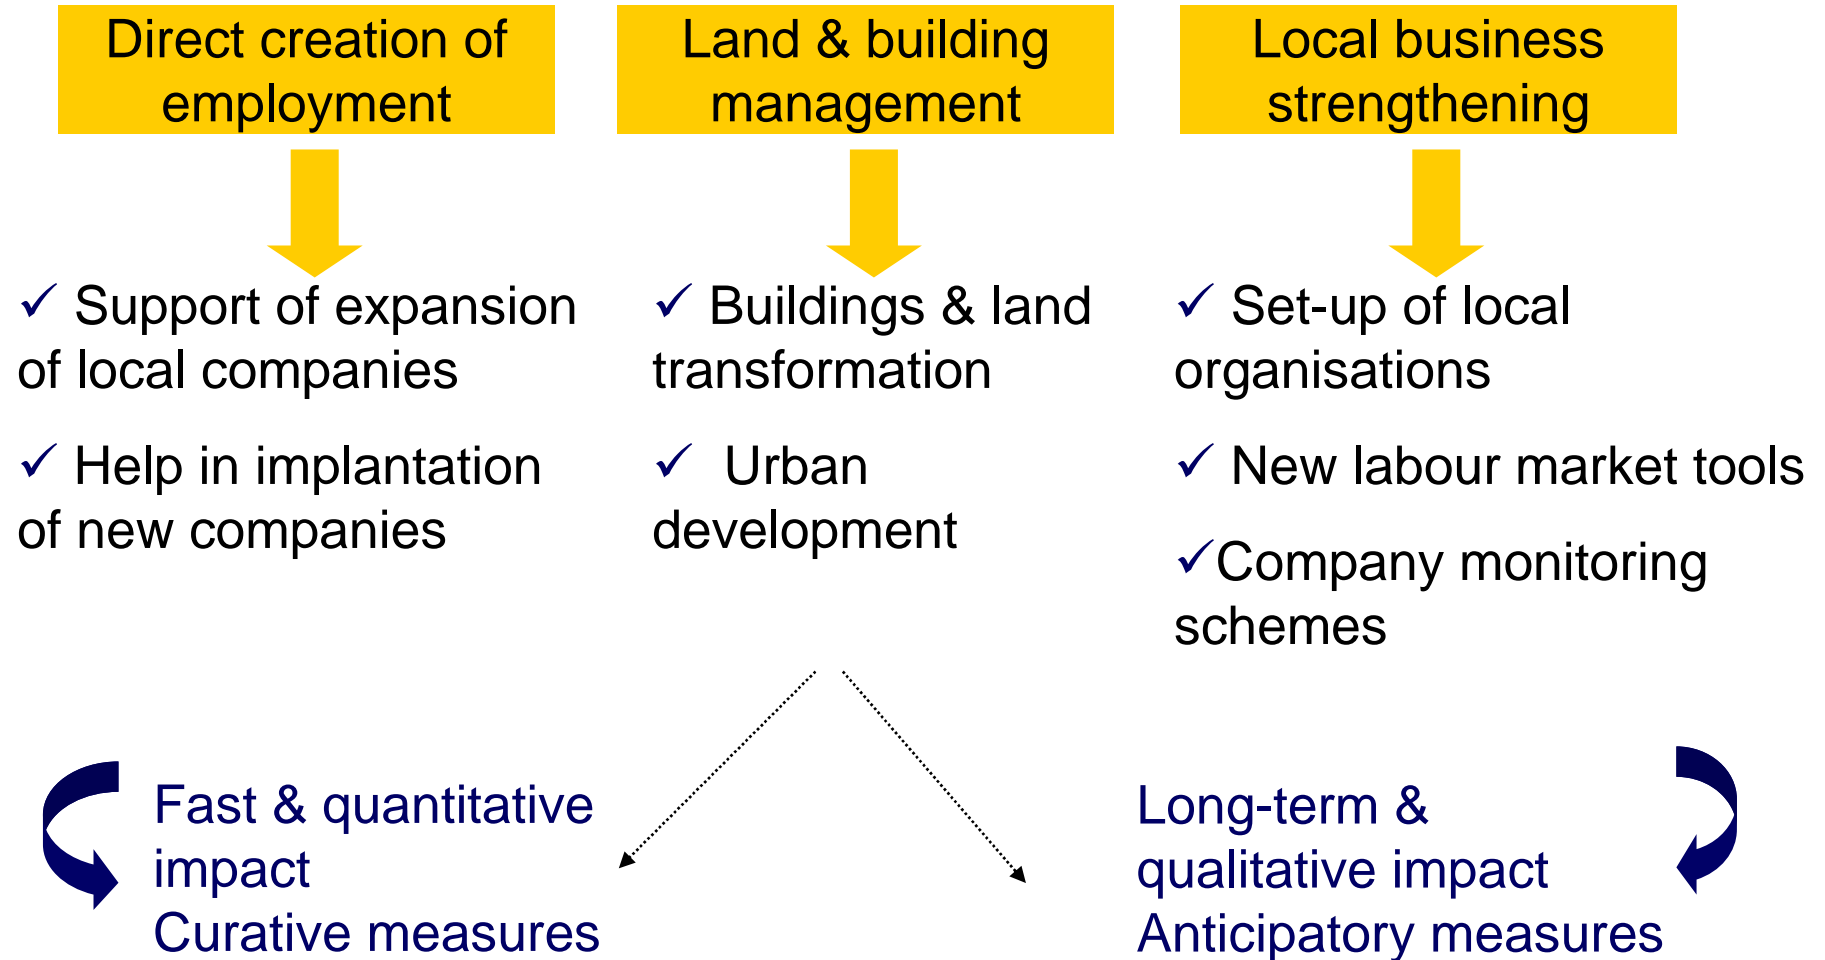 Direct creation of
employment
Land & building
management
Local business
strengthening
✓ Support of expansion
of local companies
✓ Help in implantation
of new companies
✓ Buildings & land
transformation
✓ Urban
development
✓ Set-up of local
organisations
✓ New labour market tools
✓Company monitoring
schemes
Fast & quantitative
impact
Curative measures
Long-term &
qualitative impact
Anticipatory measures